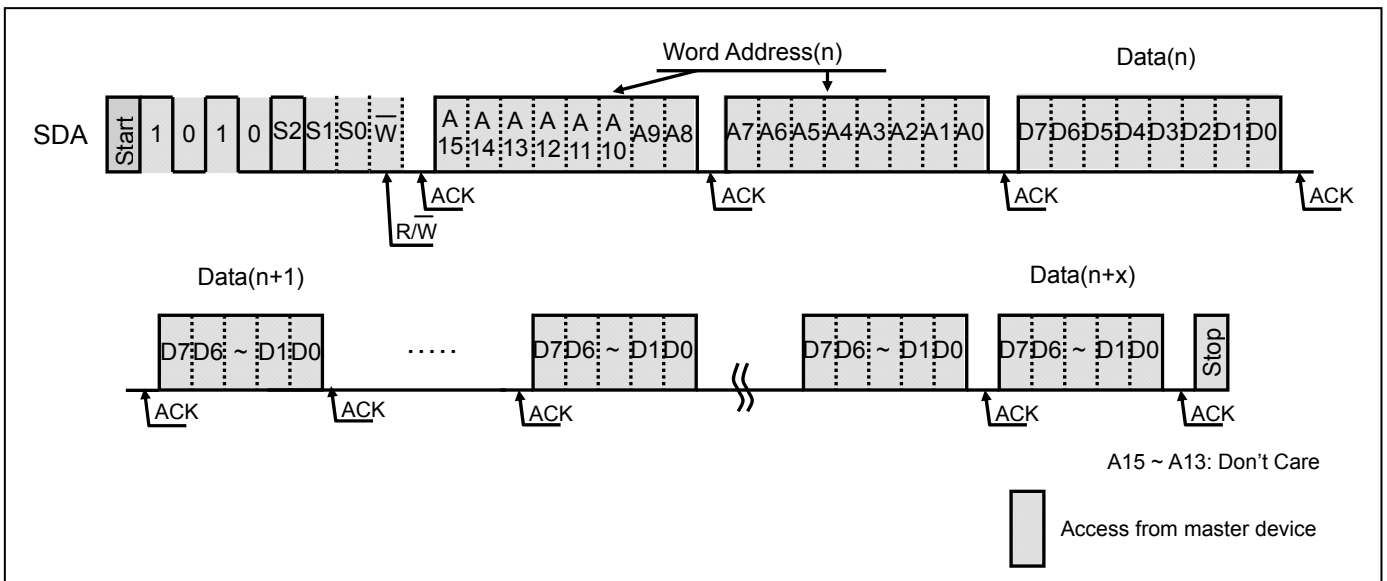 Word Address(n)
Data(n)
SDA Start 1 0 1 0 S2 S1 S0 W̅ A15 A14 A13 A12 A11 A10 A9 A8 A7 A6 A5 A4 A3 A2 A1 A0 D7 D6 D5 D4 D3 D2 D1 D0
ACK ACK ACK ACK
R/W̅
Data(n+1) Data(n+x)
D7 D6 ~ D1 D0 ..... D7 D6 ~ D1 D0 D7 D6 ~ D1 D0 D7 D6 ~ D1 D0 Stop
ACK ACK ACK ACK ACK
A15 ~ A13: Don't Care
Access from master device